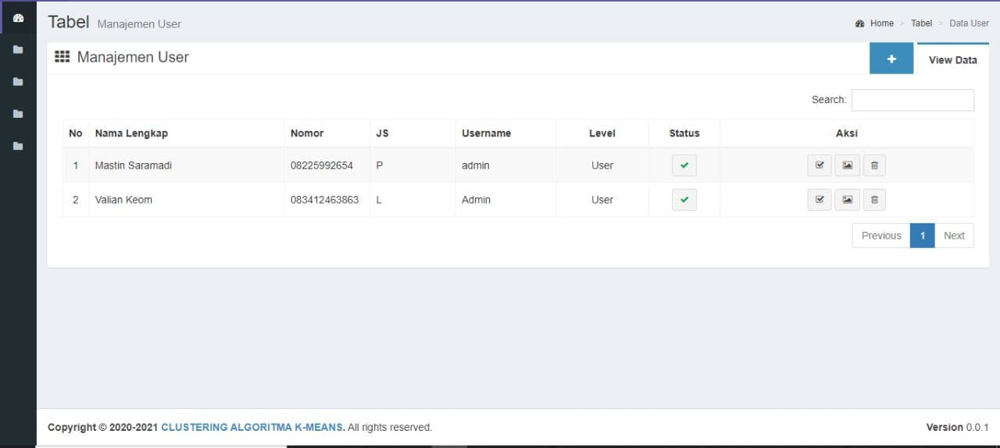 Tabel Manajemen User
Home > Tabel > Data User
Manajemen User
+ View Data
Search:
No Nama Lengkap Nomor JS Username Level Status Aksi
1 Mastin Saramadi 08225992654 P admin User
2 Valian Keom 083412463863 L Admin User
Previous 1 Next
Copyright © 2020-2021 CLUSTERING ALGORITMA K-MEANS. All rights reserved.
Version 0.0.1